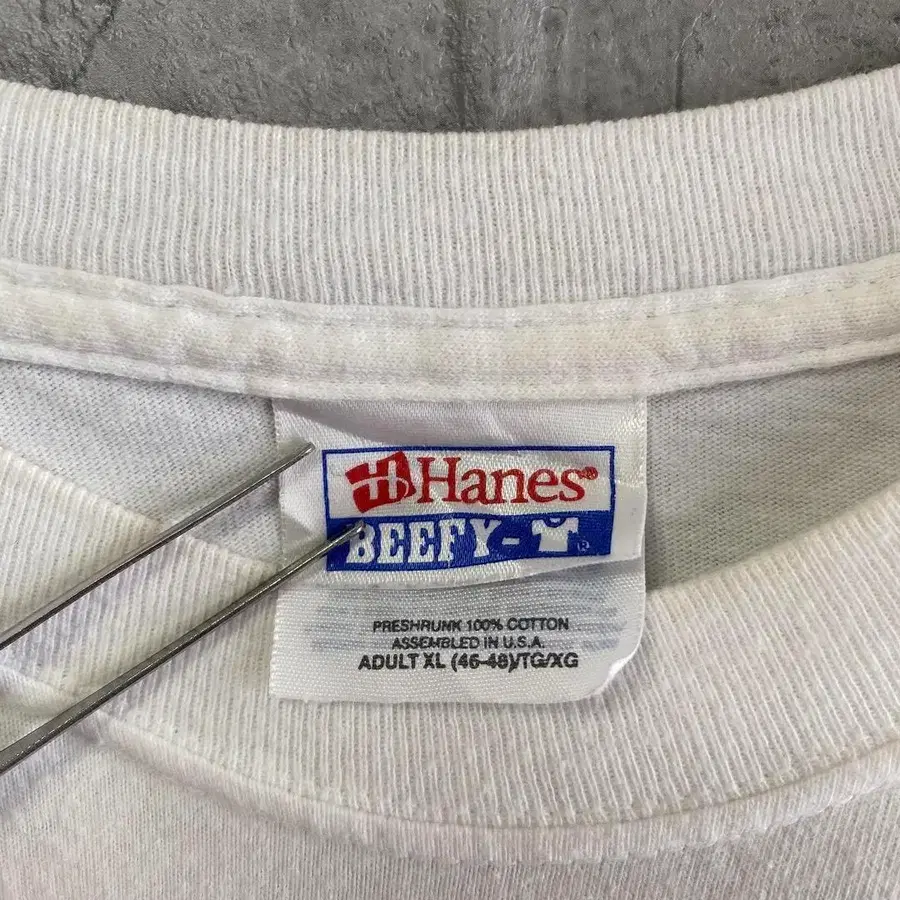 Hanes®
BEEFY-
®
PRESHRUNK 100% COTTON
ASSEMBLED IN U.S.A.
ADULT XL (46-48)/TG/XG